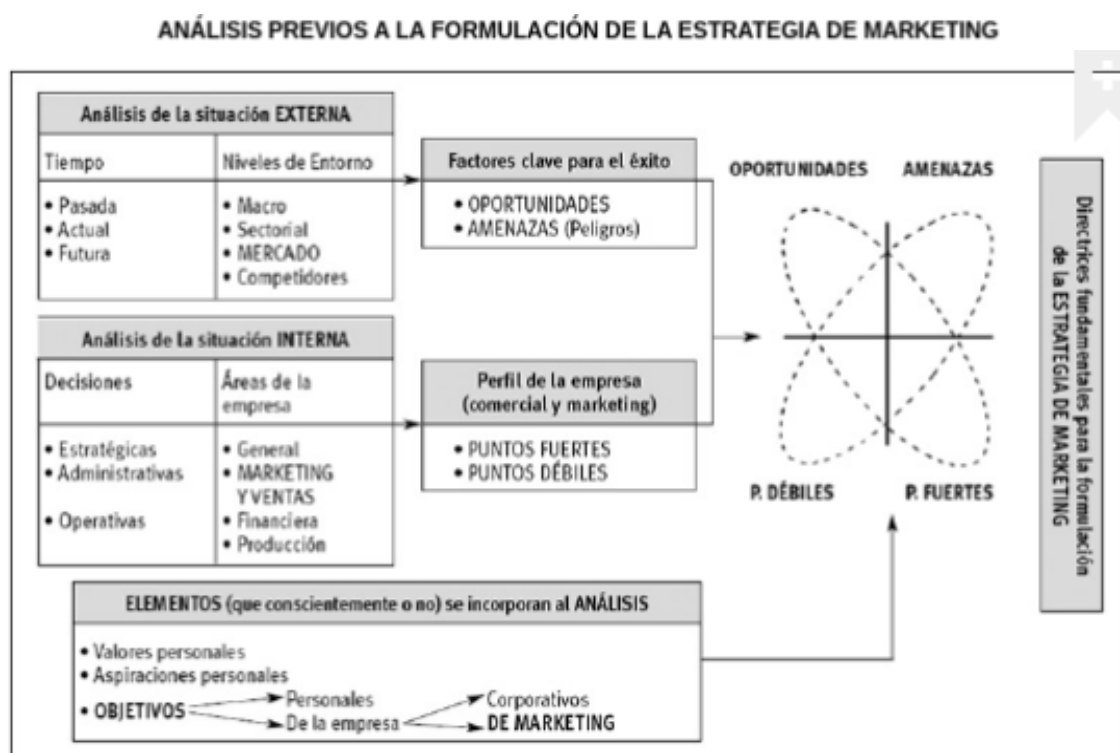 ANÁLISIS PREVIOS A LA FORMULACIÓN DE LA ESTRATEGIA DE MARKETING
Análisis de la situación EXTERNA
Tiempo
• Pasada
• Actual
• Futura
Niveles de Entorno
• Macro
• Sectorial
• MERCADO
• Competidores
Factores clave para el éxito
• OPORTUNIDADES
• AMENAZAS (Peligros)
Análisis de la situación INTERNA
Decisiones
• Estratégicas
• Administrativas
• Operativas
Áreas de la
empresa
• General
• MARKETING
Y VENTAS
• Financiera
• Producción
Perfil de la empresa
(comercial y marketing)
• PUNTOS FUERTES
• PUNTOS DÉBILES
OPORTUNIDADES
AMENAZAS
P. DÉBILES
P. FUERTES
Directrices fundamentales para la formulación
de la ESTRATEGIA DE MARKETING
ELEMENTOS (que conscientemente o no) se incorporan al ANÁLISIS
• Valores personales
• Aspiraciones personales
• OBJETIVOS
Personales
De la empresa
Corporativos
DE MARKETING